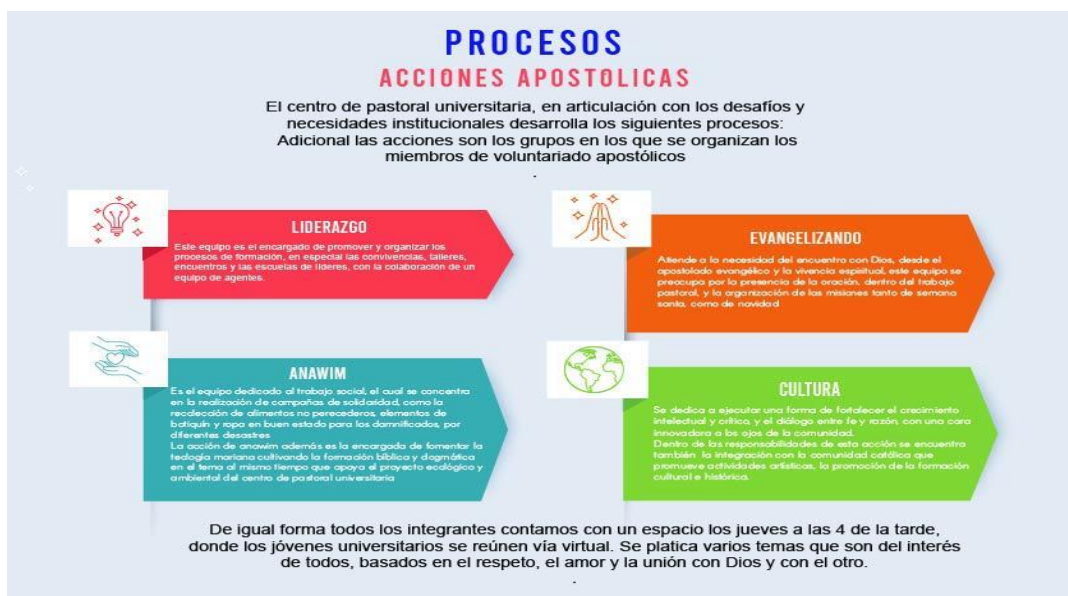 PROCESOS
ACCIONES APOSTOLICAS
El centro de pastoral universitaria, en articulación con los desafíos y
necesidades institucionales desarrolla los siguientes procesos:
Adicional las acciones son los grupos en los que se organizan los
miembros de voluntariado apostólicos
.
LIDERAZGO
Este equipo es el encargado de promover y organizar los
procesos de formación, en especial las convivencias, talleres,
encuentros y las escuelas de líderes, con la colaboración de un
equipo de agentes.
EVANGELIZANDO
Atiende a la necesidad del encuentro con Dios, desde el
apostolado evangélico y la vivencia espiritual, este equipo se
preocupa por la presencia de la oración, dentro del trabajo
pastoral, y la organización de las misiones tanto de semana
santa, como de navidad
ANAWIM
Es el equipo dedicado al trabajo social, el cual se concentra
en la realización de campañas de solidaridad, como la
recolección de alimentos no perecederos, elementos de
botiquín y ropa en buen estado para los damnificados, por
diferentes desastres
La acción de anawim además es la encargada de fomentar la
teología mariana cultivando la formación bíblica y dogmática
en el tema al mismo tiempo que apoya el proyecto ecológico y
ambiental del centro de pastoral universitaria
CULTURA
Se dedica a ejecutar una forma de fortalecer el crecimiento
intelectual y crítico, y el diálogo entre fe y razón, con una cara
innovadora a los ojos de la comunidad.
Dentro de las responsabilidades de esta acción se encuentra
también la integración con la comunidad católica que
promueve actividades artísticas, la promoción de la formación
cultural e histórica.
De igual forma todos los integrantes contamos con un espacio los jueves a las 4 de la tarde,
donde los jóvenes universitarios se reúnen vía virtual. Se platica varios temas que son del interés
de todos, basados en el respeto, el amor y la unión con Dios y con el otro.
.